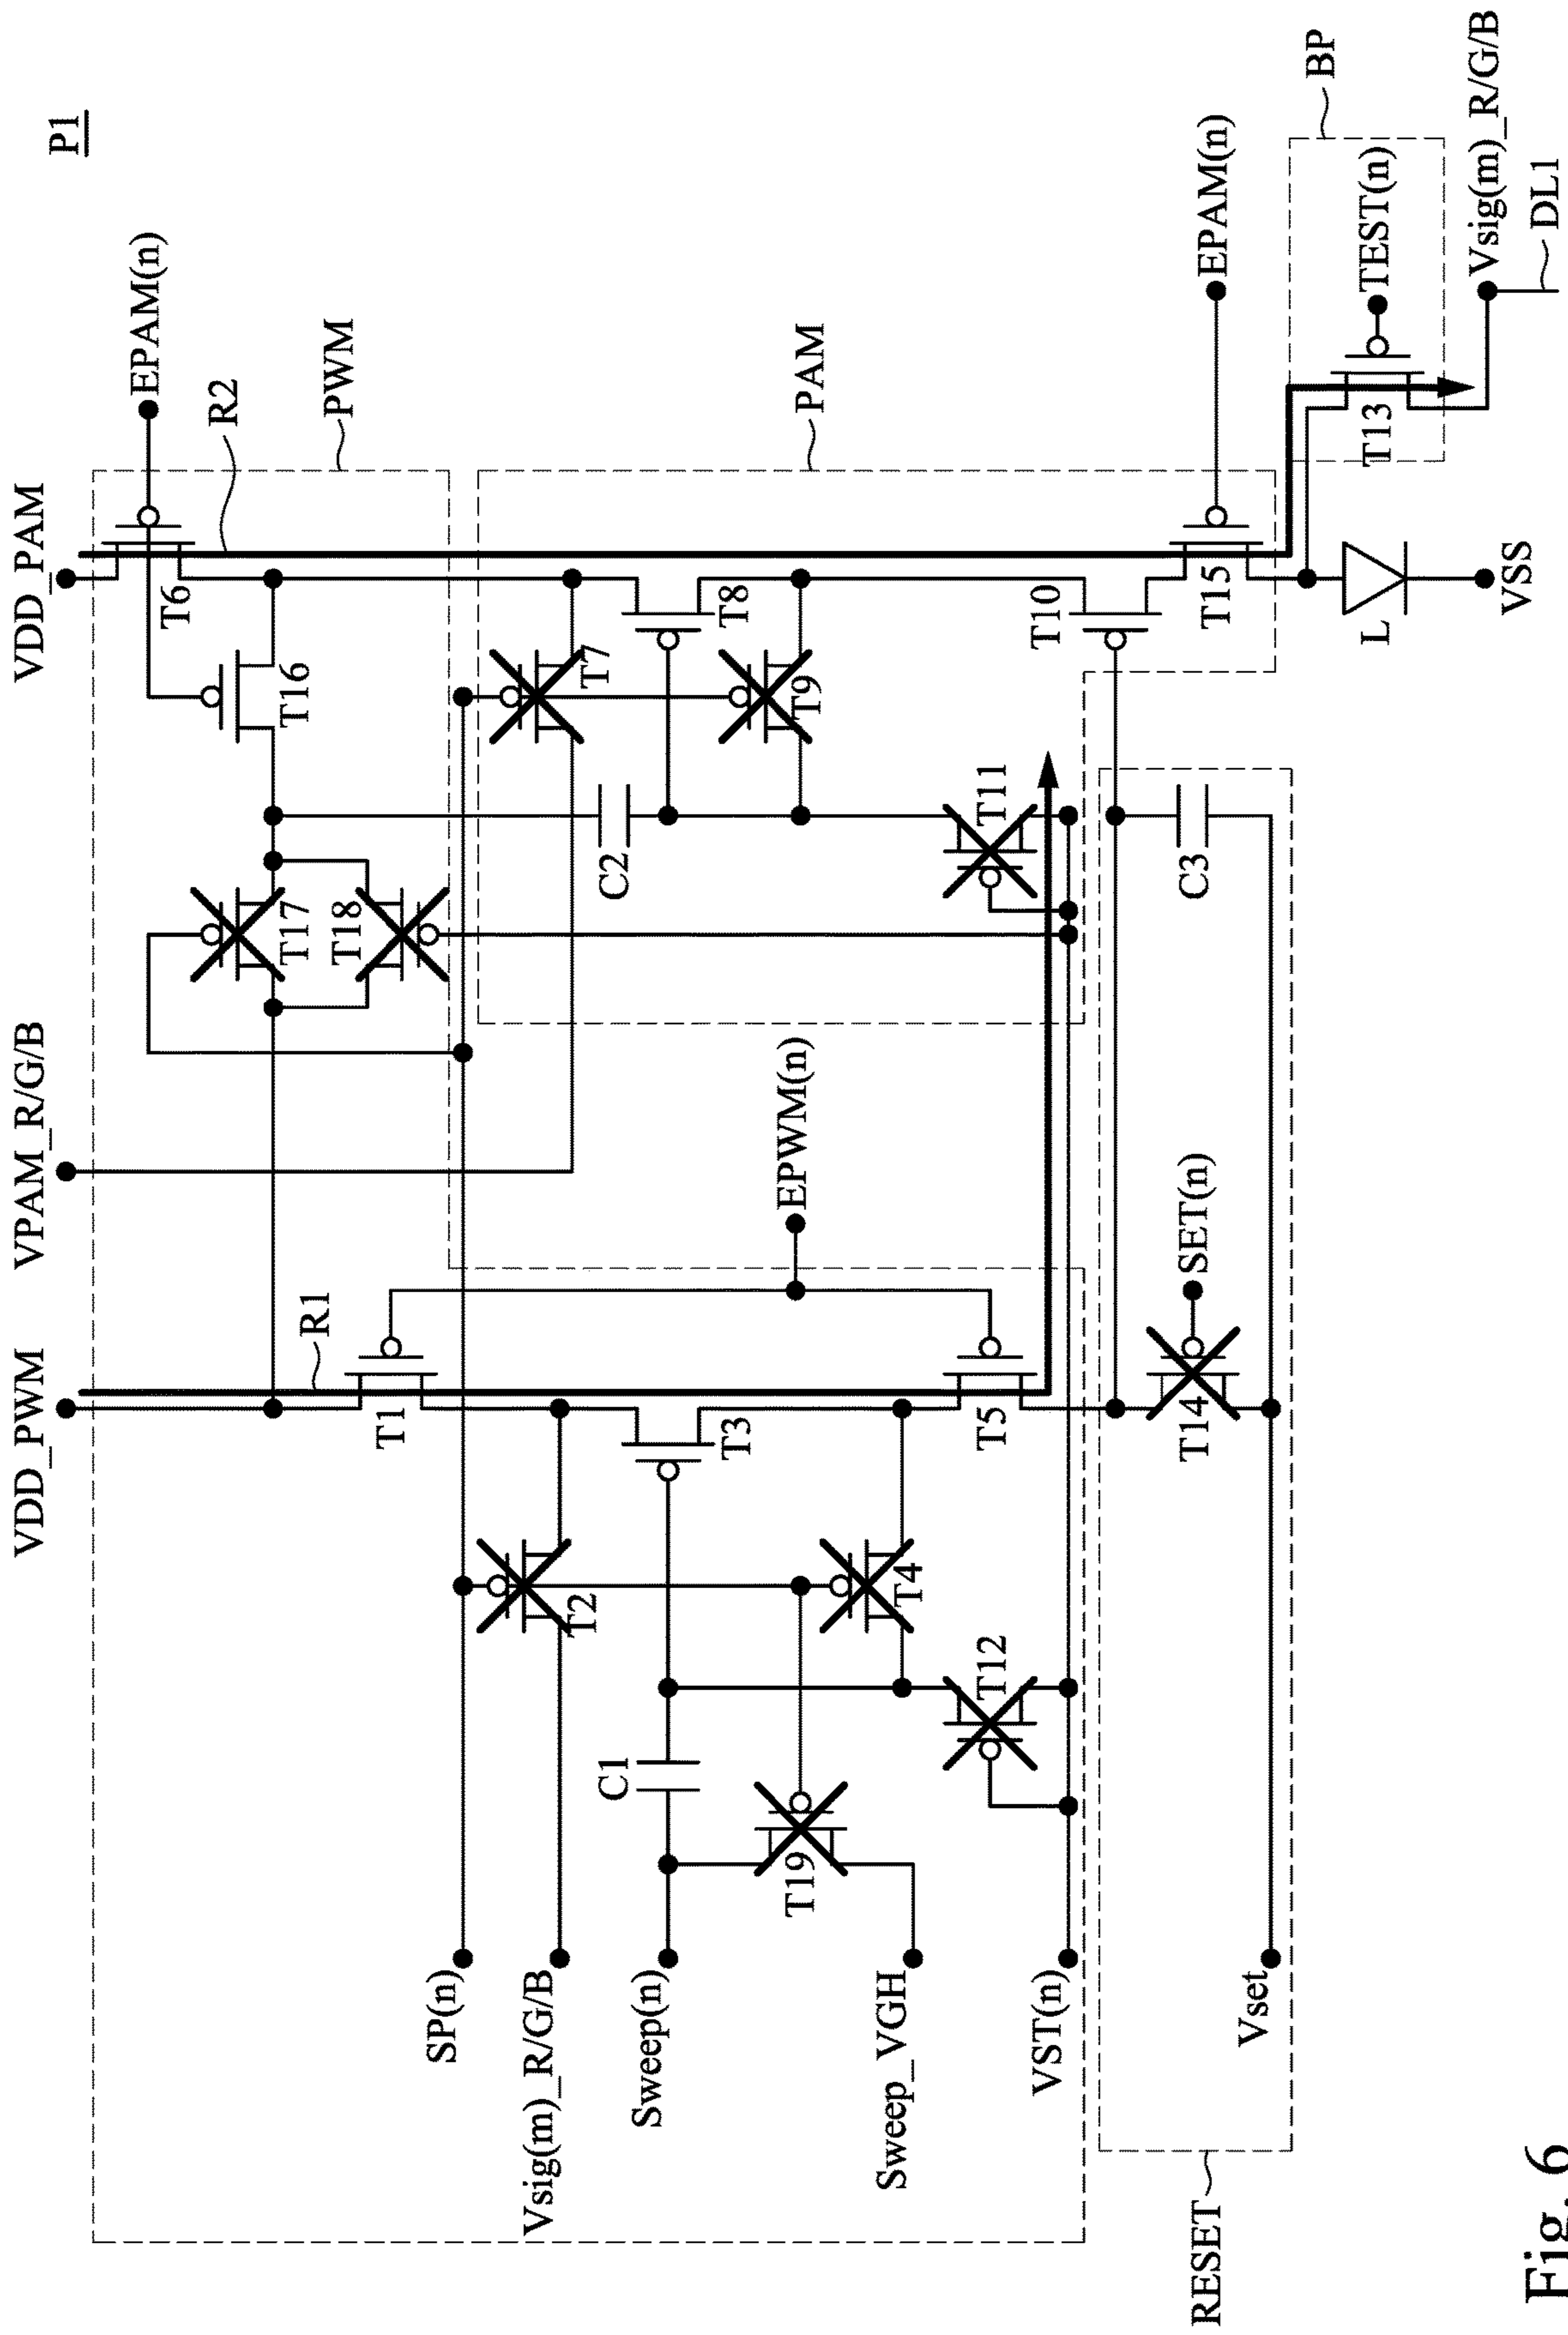 P1
VDD_PWM
VPAM_R/G/B
VDD_PAM
EPAM(n)
R1
R2
PWM
T6
T16
T17
T18
T1
SP(n)
Vsig(m)_R/G/B
T2
T7
T3
T8
C1
C2
Sweep(n)
EPWM(n)
PAM
T19
T4
T9
Sweep_VGH
T12
T5
T11
T10
VST(n)
RESET
T14
SET(n)
C3
T15
EPAM(n)
Vset
BP
T13
TEST(n)
L
VSS
Vsig(m)_R/G/B
DL1
Fig. 6